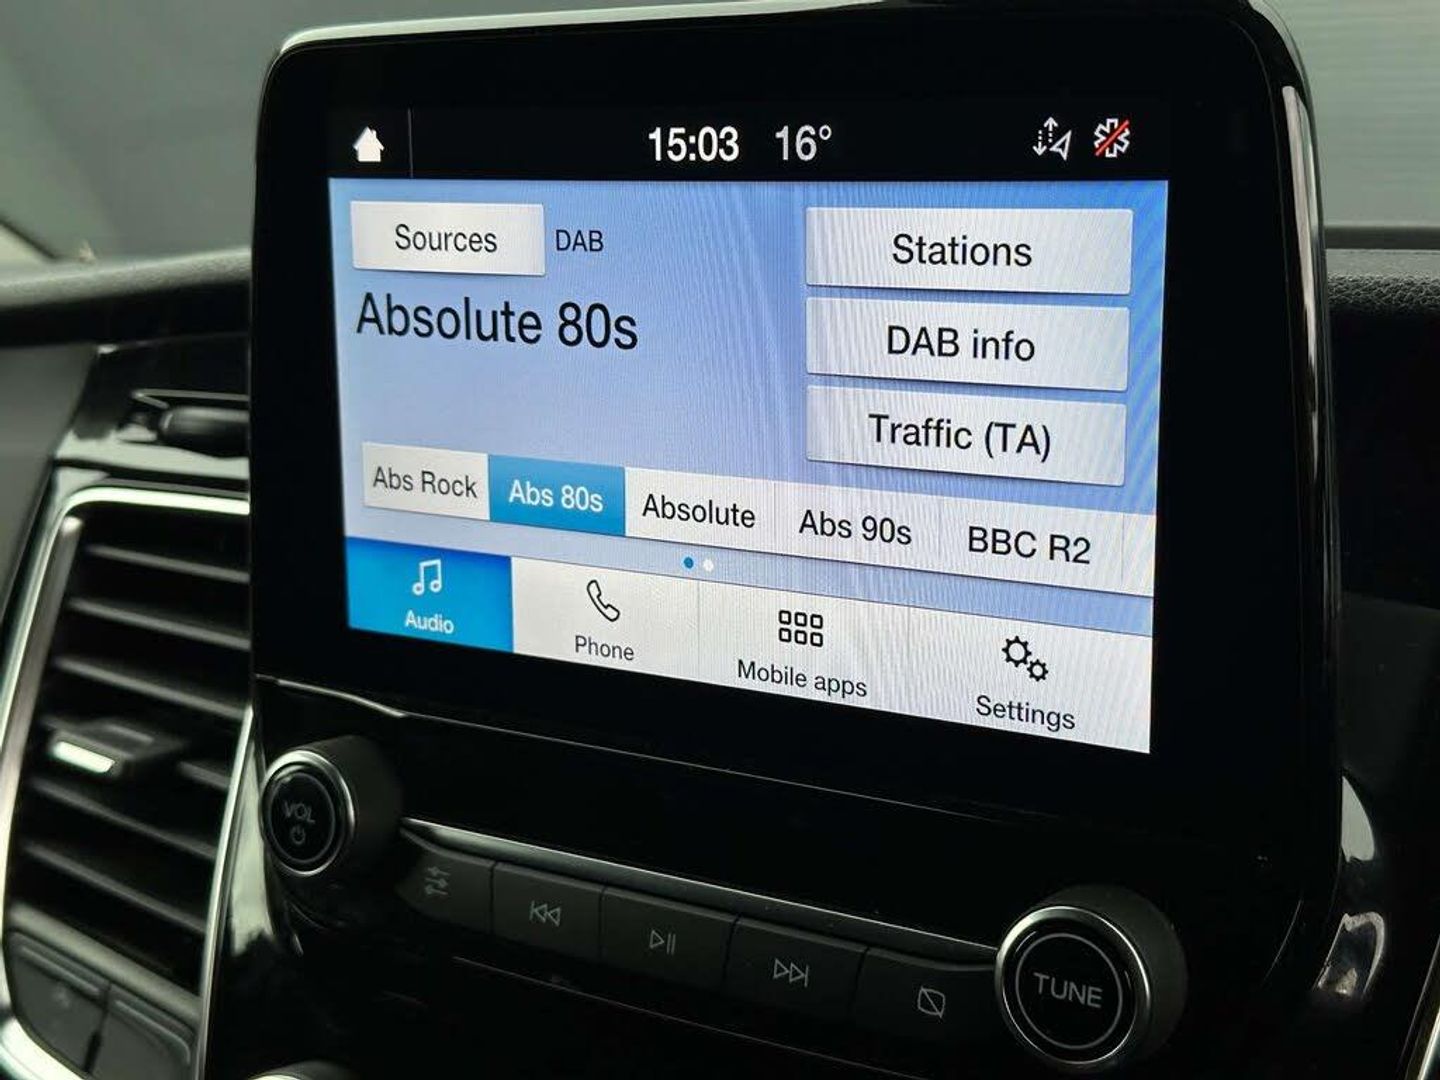 15:03 16°
Sources DAB
Absolute 80s
Stations
DAB info
Traffic (TA)
Abs Rock Abs 80s Absolute Abs 90s BBC R2
Audio Phone Mobile apps Settings
VOL
TUNE